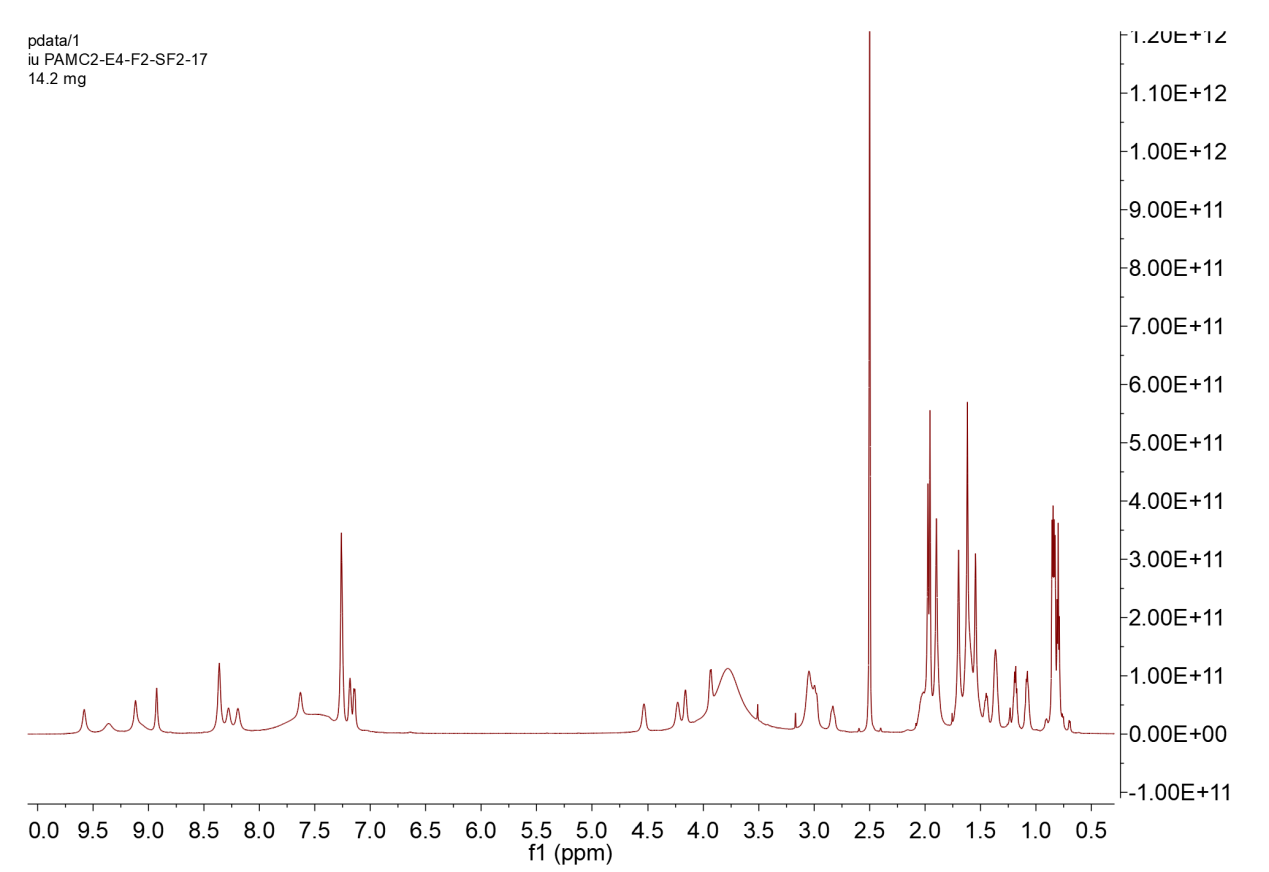 pdata/1
iu PAMC2-E4-F2-SF2-17
14.2 mg
1.20E+12
1.10E+12
1.00E+12
9.00E+11
8.00E+11
7.00E+11
6.00E+11
5.00E+11
4.00E+11
3.00E+11
2.00E+11
1.00E+11
0.00E+00
-1.00E+11
0.0 9.5 9.0 8.5 8.0 7.5 7.0 6.5 6.0 5.5 5.0 4.5 4.0 3.5 3.0 2.5 2.0 1.5 1.0 0.5
f1 (ppm)